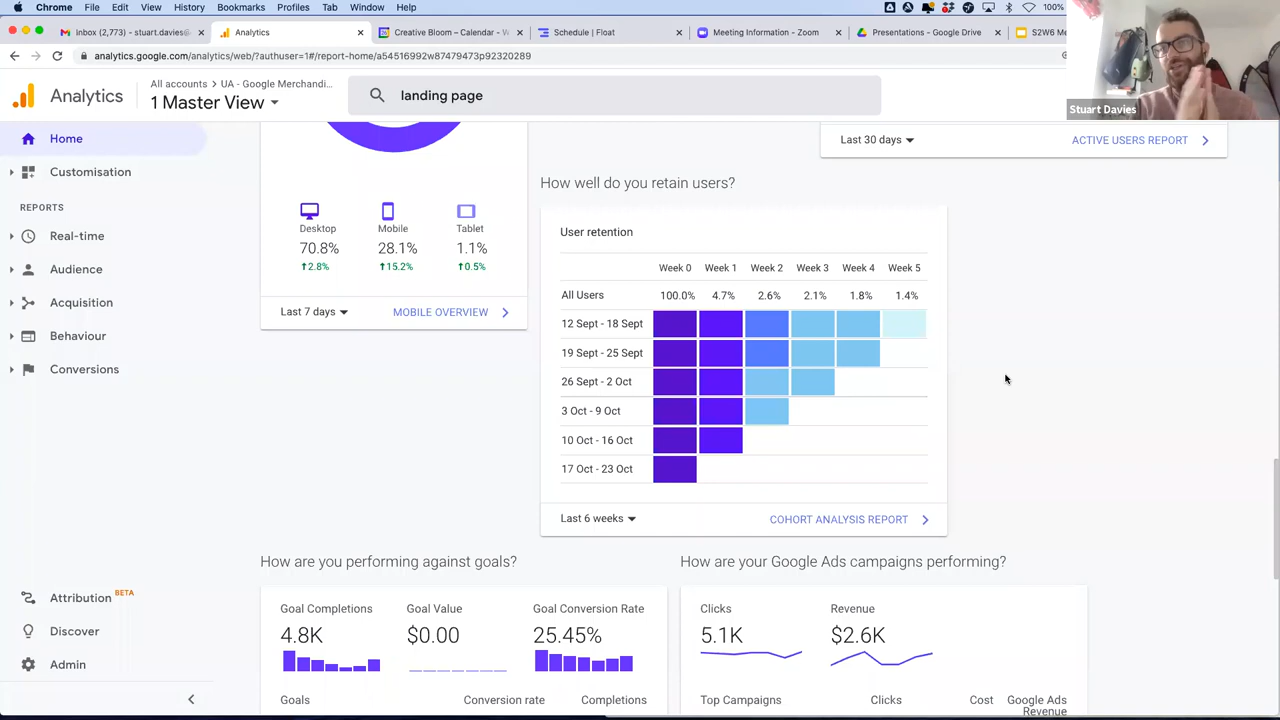 Chrome File Edit View History Bookmarks Profiles Tab Window Help 100%
Inbox (2,773) - stuart.davies@
Analytics
Creative Bloom – Calendar - W
Schedule | Float
Meeting Information - Zoom
Presentations - Google Drive
S2W6 M
analytics.google.com/analytics/web/?authuser=1#/report-home/a54516992w87479473p92320289
Analytics
All accounts > UA - Google Merchandi...
1 Master View
landing page
Stuart Davies
Home
Customisation
REPORTS
Real-time
Audience
Acquisition
Behaviour
Conversions
Attribution BETA
Discover
Admin
Desktop Mobile Tablet
70.8% 28.1% 1.1%
2.8% 15.2% 0.5%
Last 7 days MOBILE OVERVIEW
Last 30 days ACTIVE USERS REPORT
How well do you retain users?
User retention
Week 0 Week 1 Week 2 Week 3 Week 4 Week 5
All Users 100.0% 4.7% 2.6% 2.1% 1.8% 1.4%
12 Sept - 18 Sept
19 Sept - 25 Sept
26 Sept - 2 Oct
3 Oct - 9 Oct
10 Oct - 16 Oct
17 Oct - 23 Oct
Last 6 weeks COHORT ANALYSIS REPORT
How are you performing against goals?
Goal Completions Goal Value Goal Conversion Rate
4.8K $0.00 25.45%
Goals Conversion rate Completions
How are your Google Ads campaigns performing?
Clicks Revenue
5.1K $2.6K
Top Campaigns Clicks Cost Google Ads
Revenue